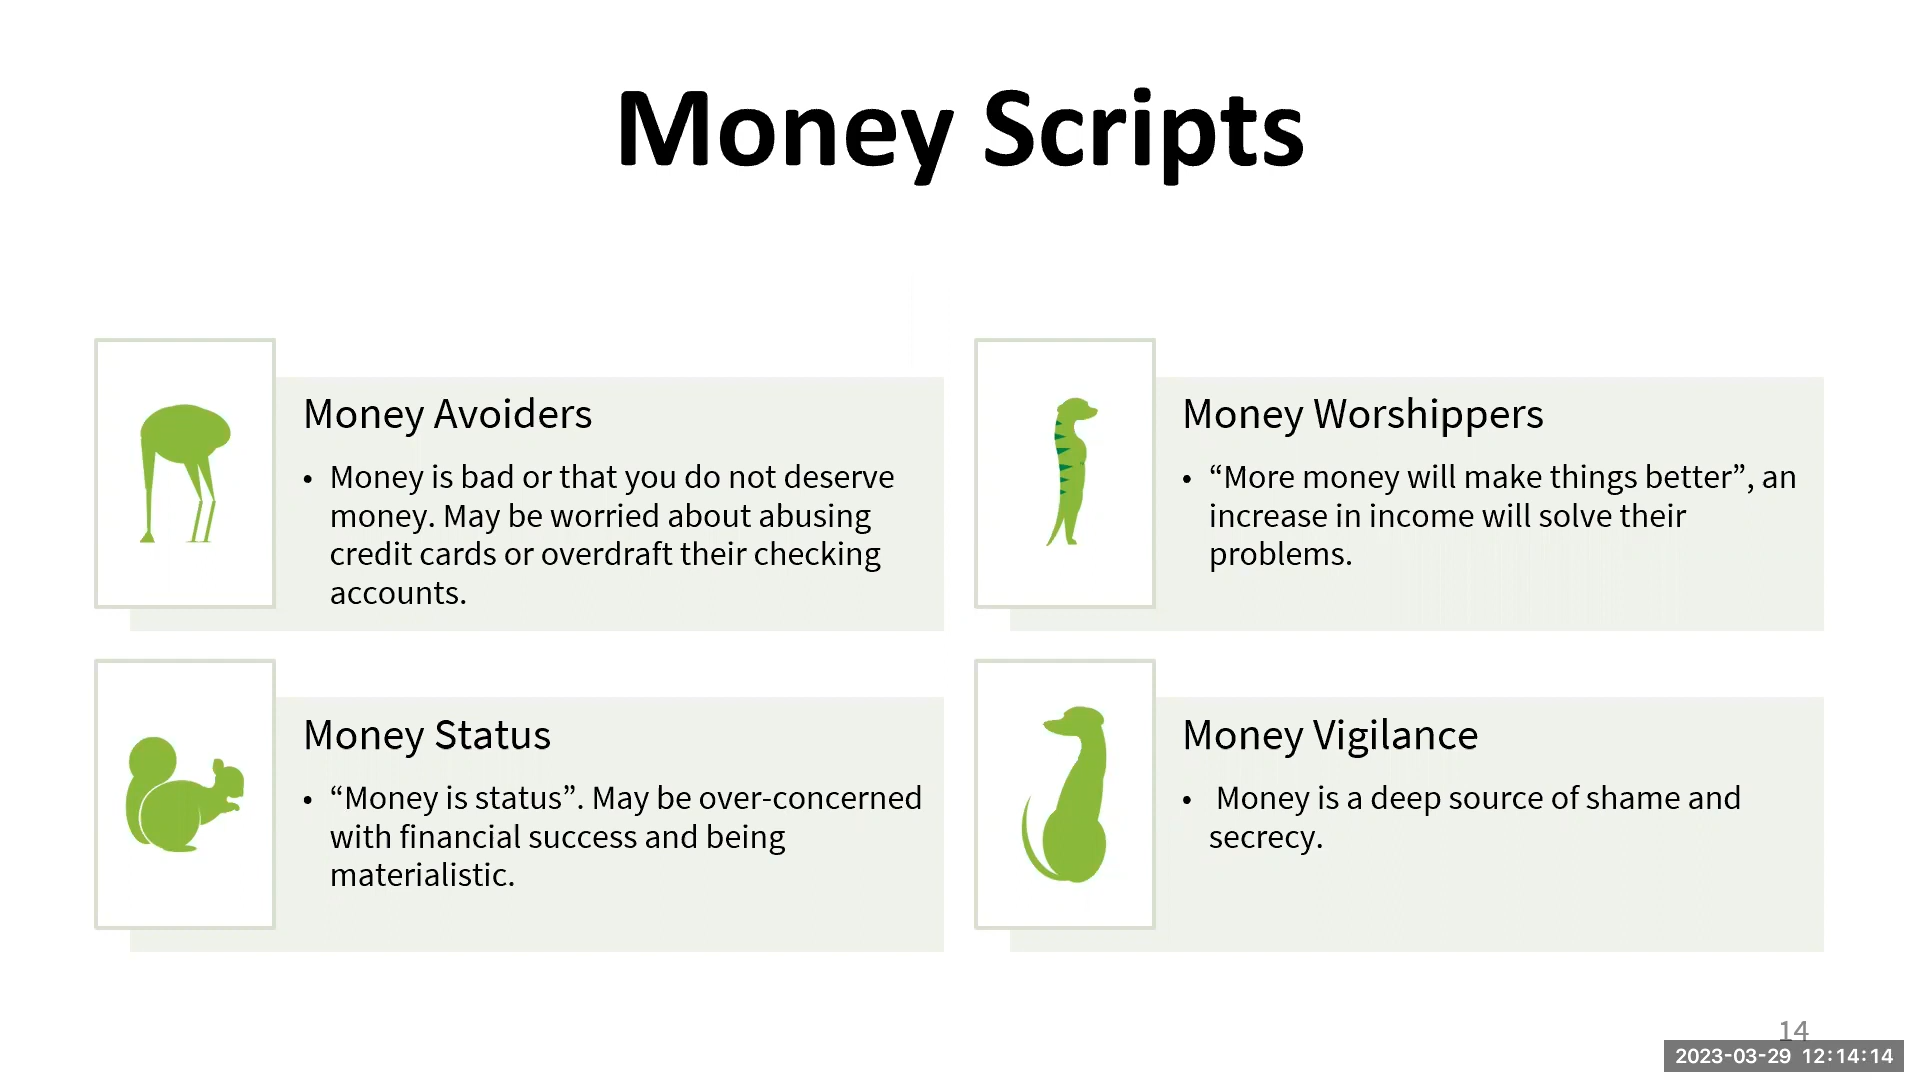 Money Scripts
Money Avoiders
• Money is bad or that you do not deserve
money. May be worried about abusing
credit cards or overdraft their checking
accounts.
Money Worshippers
• “More money will make things better”, an
increase in income will solve their
problems.
Money Status
• “Money is status”. May be over-concerned
with financial success and being
materialistic.
Money Vigilance
• Money is a deep source of shame and
secrecy.
14
2023-03-29 12:14:14